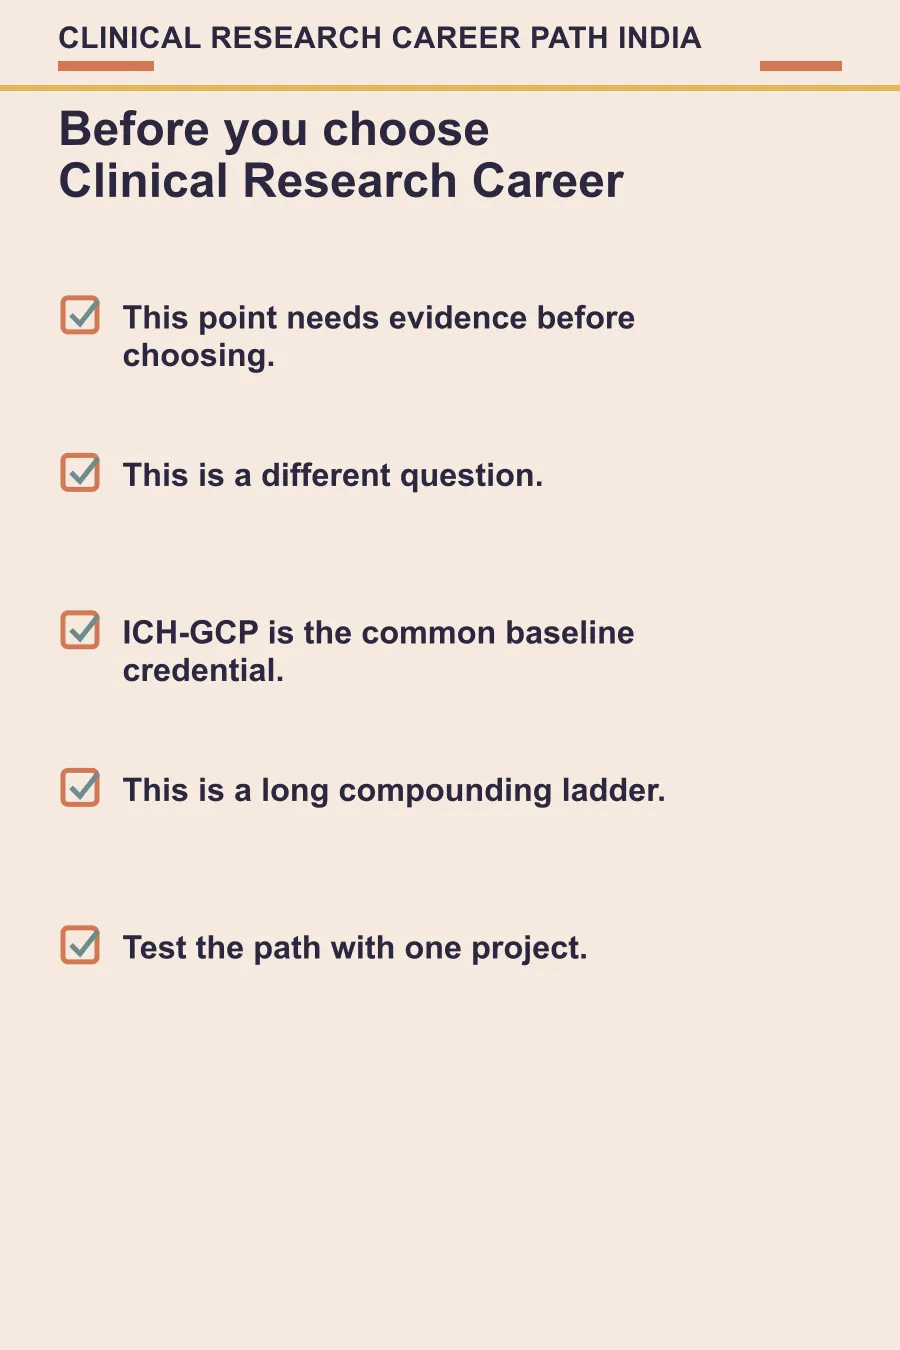 CLINICAL RESEARCH CAREER PATH INDIA
Before you choose
Clinical Research Career
This point needs evidence before
choosing.
This is a different question.
ICH-GCP is the common baseline
credential.
This is a long compounding ladder.
Test the path with one project.